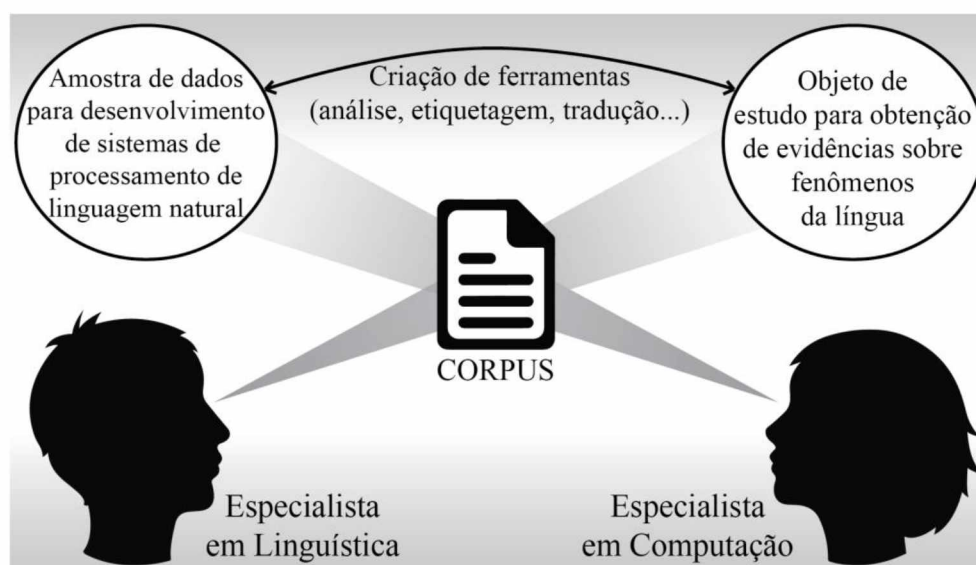 Amostra de dados
para desenvolvimento
de sistemas de
processamento de
linguagem natural
Criação de ferramentas
(análise, etiquetagem, tradução...)
Objeto de
estudo para obtenção
de evidências sobre
fenômenos
da língua
CORPUS
Especialista
em Linguística
Especialista
em Computação